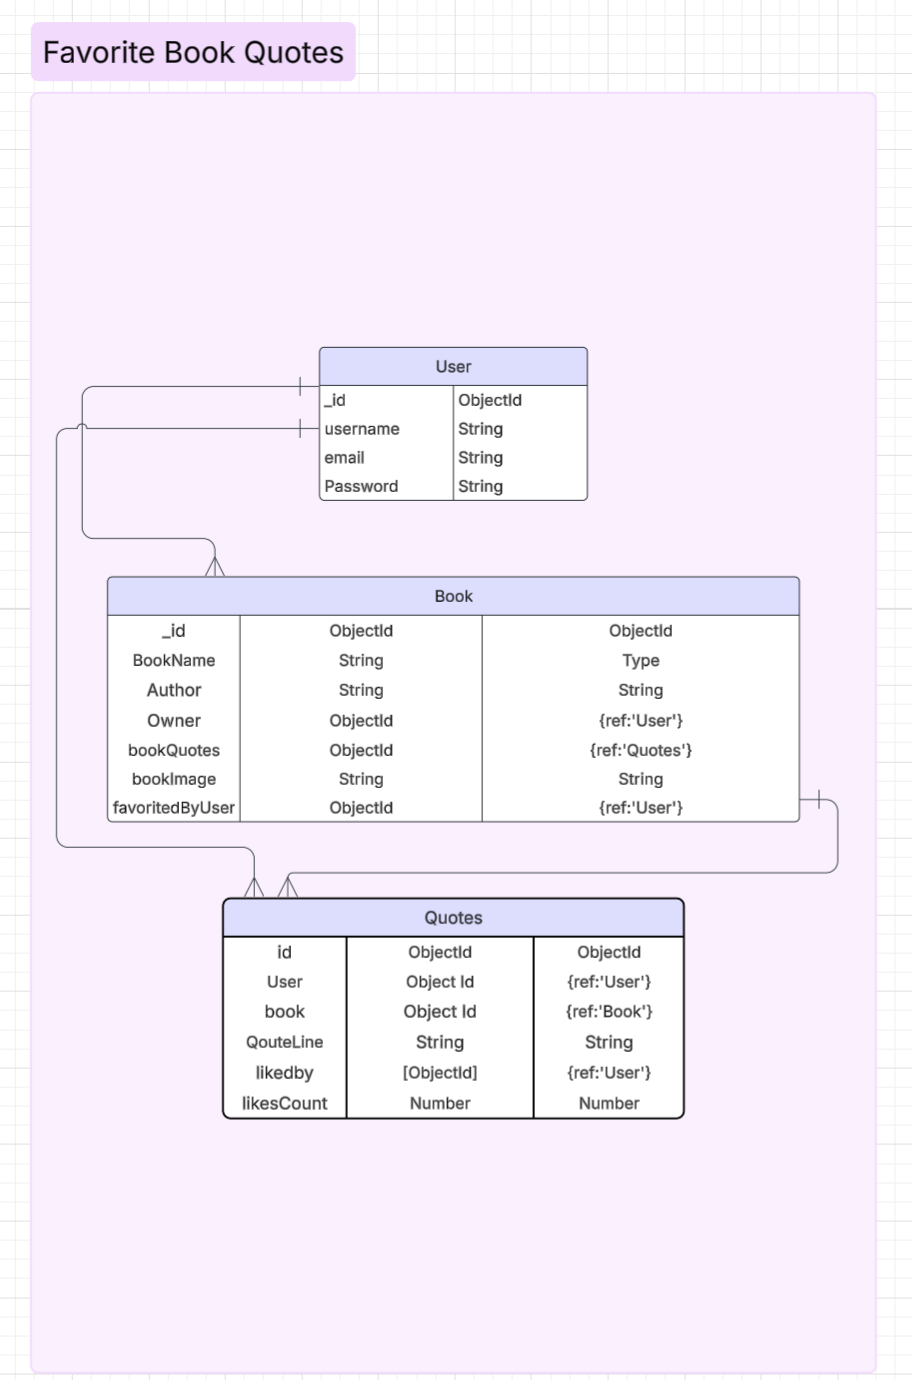 Favorite Book Quotes
User
_id ObjectId
username String
email String
Password String
Book
_id ObjectId ObjectId
BookName String Type
Author String String
Owner ObjectId {ref:'User'}
bookQuotes ObjectId {ref:'Quotes'}
bookImage String String
favoritedByUser ObjectId {ref:'User'}
Quotes
id ObjectId ObjectId
User Object Id {ref:'User'}
book Object Id {ref:'Book'}
QouteLine String String
likedby [ObjectId] {ref:'User'}
likesCount Number Number